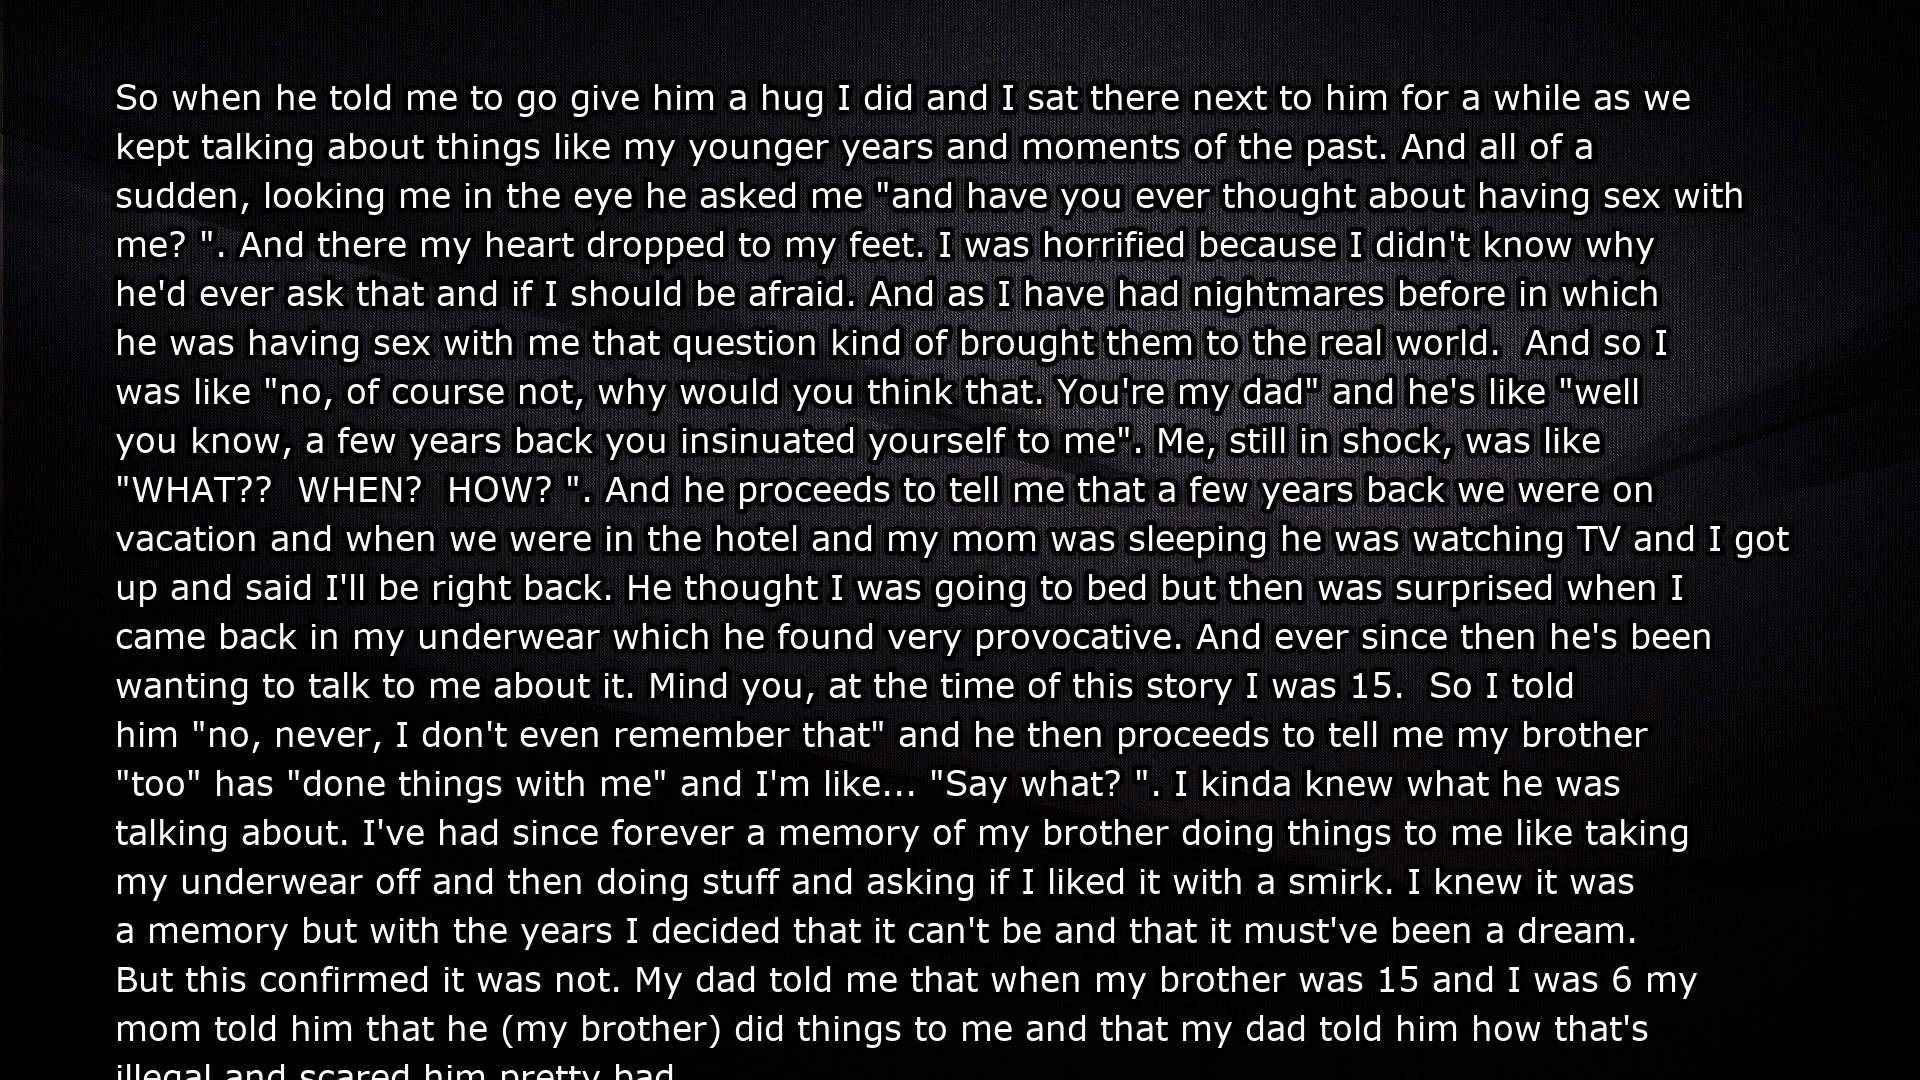 So when he told me to go give him a hug I did and I sat there next to him for a while as we
kept talking about things like my younger years and moments of the past. And all of a
sudden, looking me in the eye he asked me "and have you ever thought about having sex with
me? ". And there my heart dropped to my feet. I was horrified because I didn't know why
he'd ever ask that and if I should be afraid. And as I have had nightmares before in which
he was having sex with me that question kind of brought them to the real world.  And so I
was like "no, of course not, why would you think that. You're my dad" and he's like "well
you know, a few years back you insinuated yourself to me". Me, still in shock, was like
"WHAT??  WHEN?  HOW? ". And he proceeds to tell me that a few years back we were on
vacation and when we were in the hotel and my mom was sleeping he was watching TV and I got
up and said I'll be right back. He thought I was going to bed but then was surprised when I
came back in my underwear which he found very provocative. And ever since then he's been
wanting to talk to me about it. Mind you, at the time of this story I was 15.  So I told
him "no, never, I don't even remember that" and he then proceeds to tell me my brother
"too" has "done things with me" and I'm like... "Say what? ". I kinda knew what he was
talking about. I've had since forever a memory of my brother doing things to me like taking
my underwear off and then doing stuff and asking if I liked it with a smirk. I knew it was
a memory but with the years I decided that it can't be and that it must've been a dream.
But this confirmed it was not. My dad told me that when my brother was 15 and I was 6 my
mom told him that he (my brother) did things to me and that my dad told him how that's
illegal and scared him pretty bad.